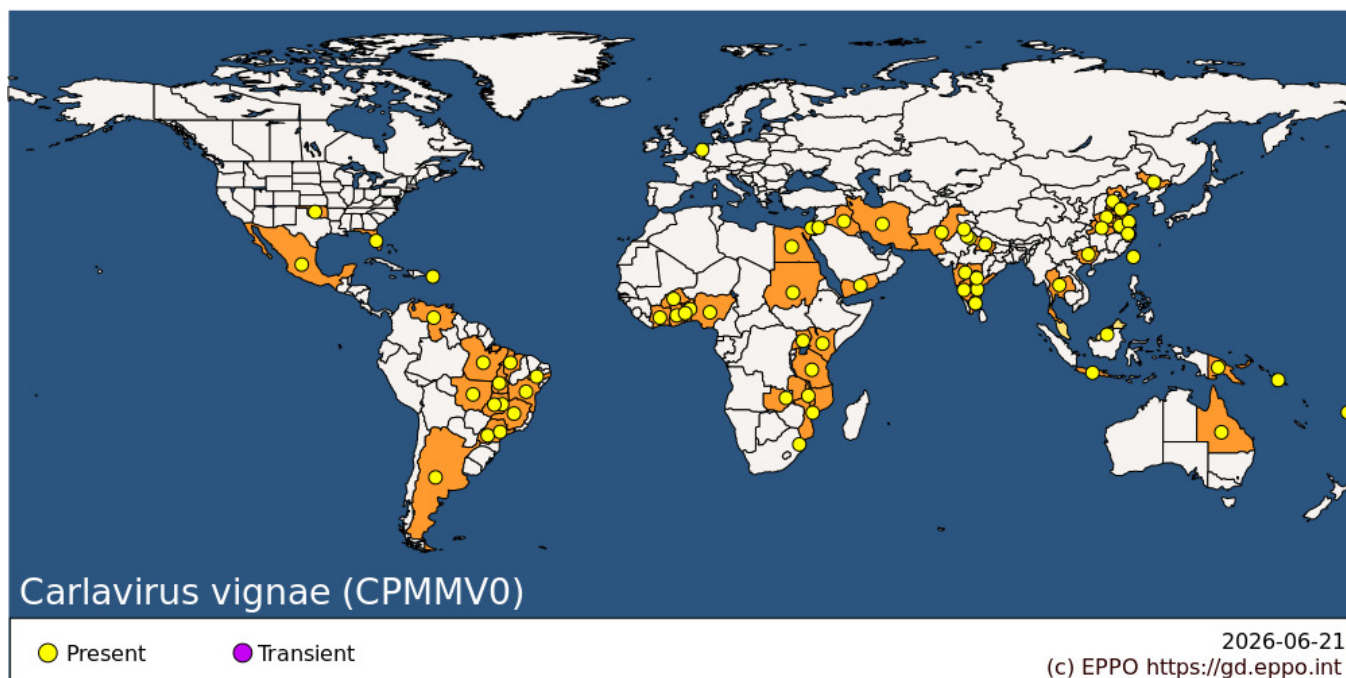 Carlavirus vignae (CPMMV0)
Present
Transient
2026-06-21
(c) EPPO https://gd.eppo.int